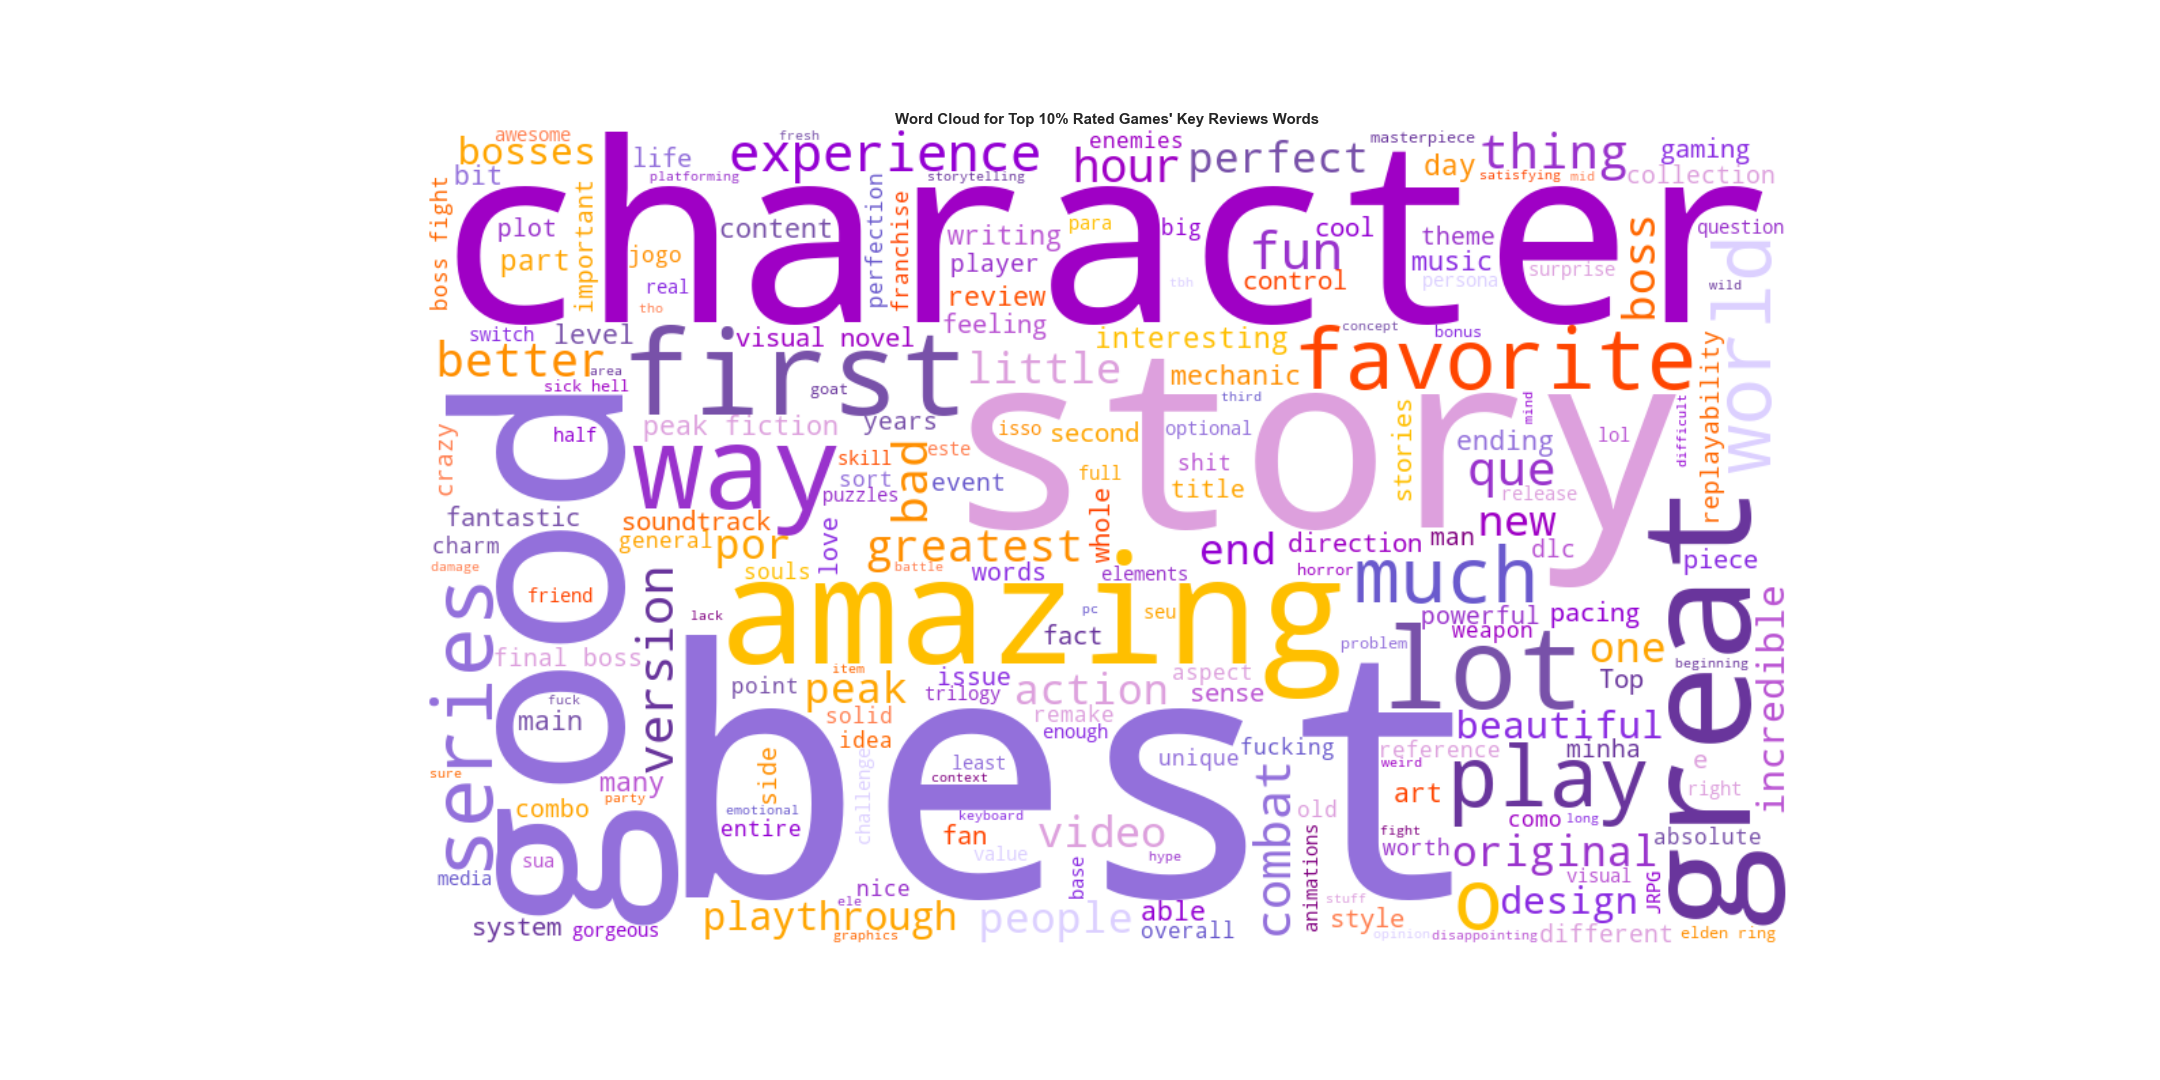 Word Cloud for Top 10% Rated Games' Key Reviews Words
awesome
fresh
enemies
masterpiece
bosses
life
experience
hour
perfect
day
thing
gaming
bit
platforming
storytelling
satisfying
mid
collection
character
boss fight
important
perfection
franchise
plot
content
writing
para
big
cool
fun
theme
boss
question
world
part
jogo
player
music
surprise
real
review
tbh
control
persona
wild
tho
feeling
switch
level
visual novel
interesting
concept
bonus
better
first
little
mechanic
favorite
replayability
area
sick hell
goat
third
story
mind
difficult
good
peak fiction
years
isso
second
optional
stories
ending
lol
half
crazy
way
skill
bad
este
shit
que
sort
event
full
puzzles
title
release
fantastic
soundtrack
love
whole
new
great
charm
general
por
greatest
end
direction
man
dlc
piece
damage
souls
battle
words
elements
horror
much
series
friend
version
amazing
pc
seu
powerful
pacing
incredible
lack
fact
problem
weapon
lot
one
final boss
item
issue
aspect
beginning
point
peak
trilogy
action
sense
Top
fuck
main
solid
remake
beautiful
idea
enough
best
unique
fucking
reference
minha
sure
side
challenge
least
context
weird
play
e
many
party
combo
emotional
keyboard
combat
old
art
right
entire
fan
video
como
long
fight
absolute
sua
value
hype
animations
worth
original
media
nice
base
visual
JRPG
ele
stuff
o
design
system
gorgeous
playthrough
graphics
people
able
overall
style
opinion
disappointing
different
elden ring